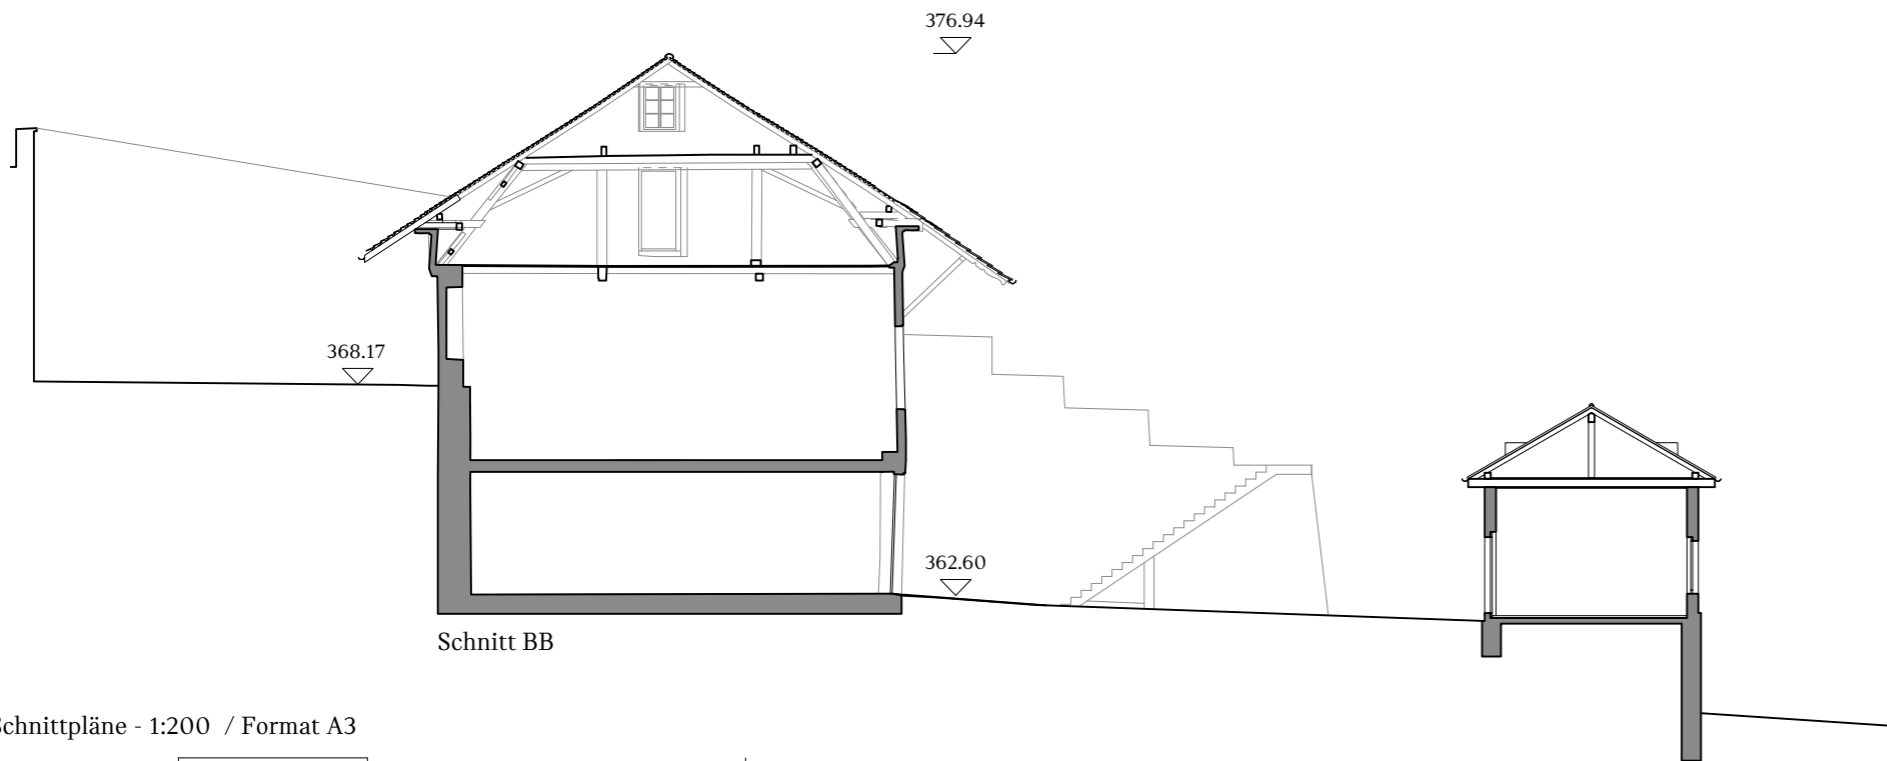 376.94
368.17
362.60
Schnitt BB
Schnittpläne - 1:200 / Format A3